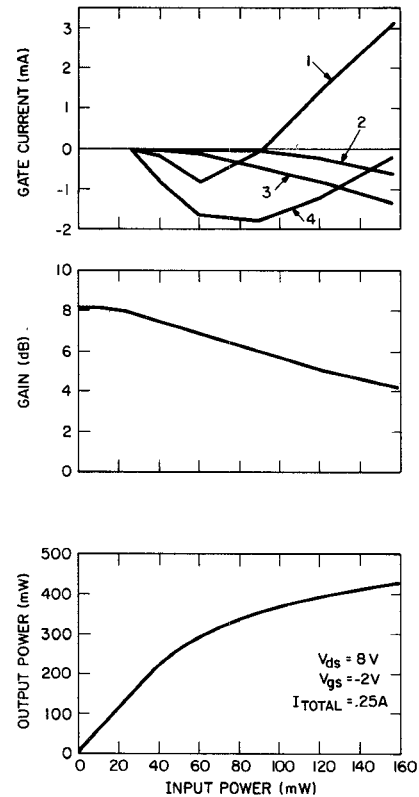 3
2
1
0
-1
-2
GATE CURRENT (mA)
1
2
3
4
10
8
6
4
2
0
GAIN (dB)
500
400
300
200
100
0
OUTPUT POWER (mW)
Vds = 8V
Vgs = -2V
ITOTAL = .25A
0 20 40 60 80 100 120 140 160
INPUT POWER (mW)